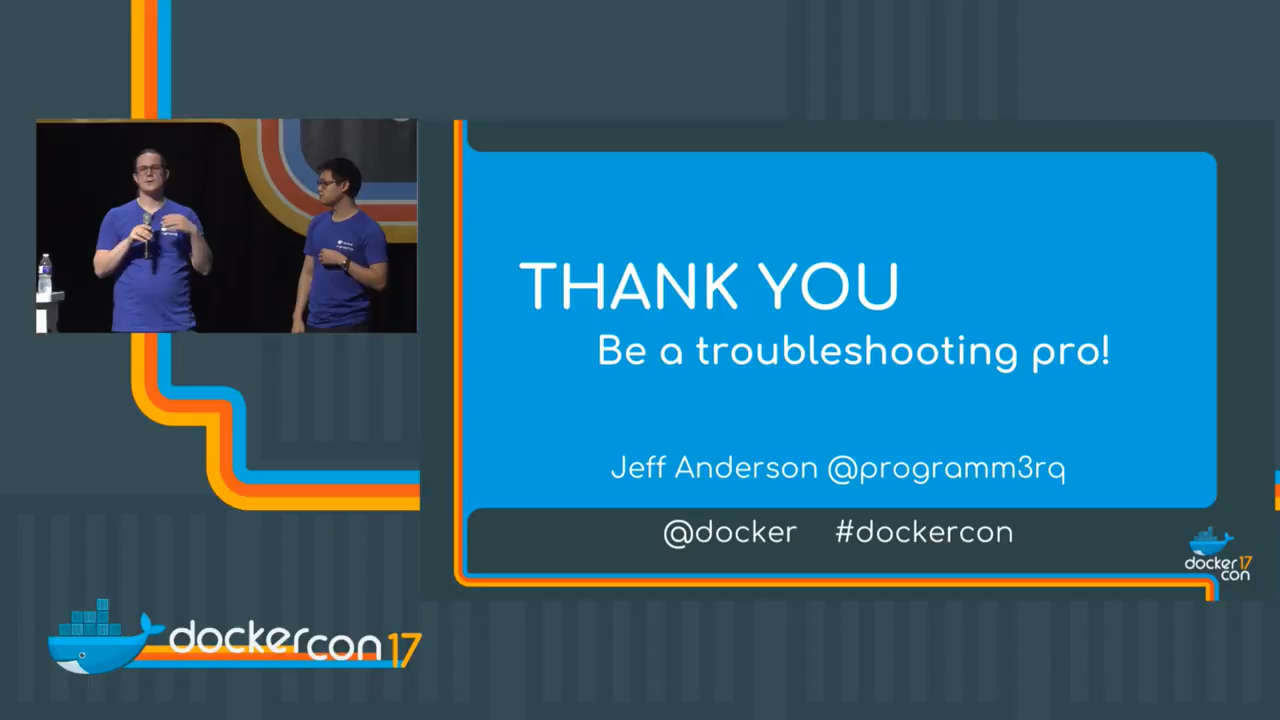 THANK YOU
Be a troubleshooting pro!
Jeff Anderson @programm3rq
@docker #dockercon
docker 17
con
dockercon 17